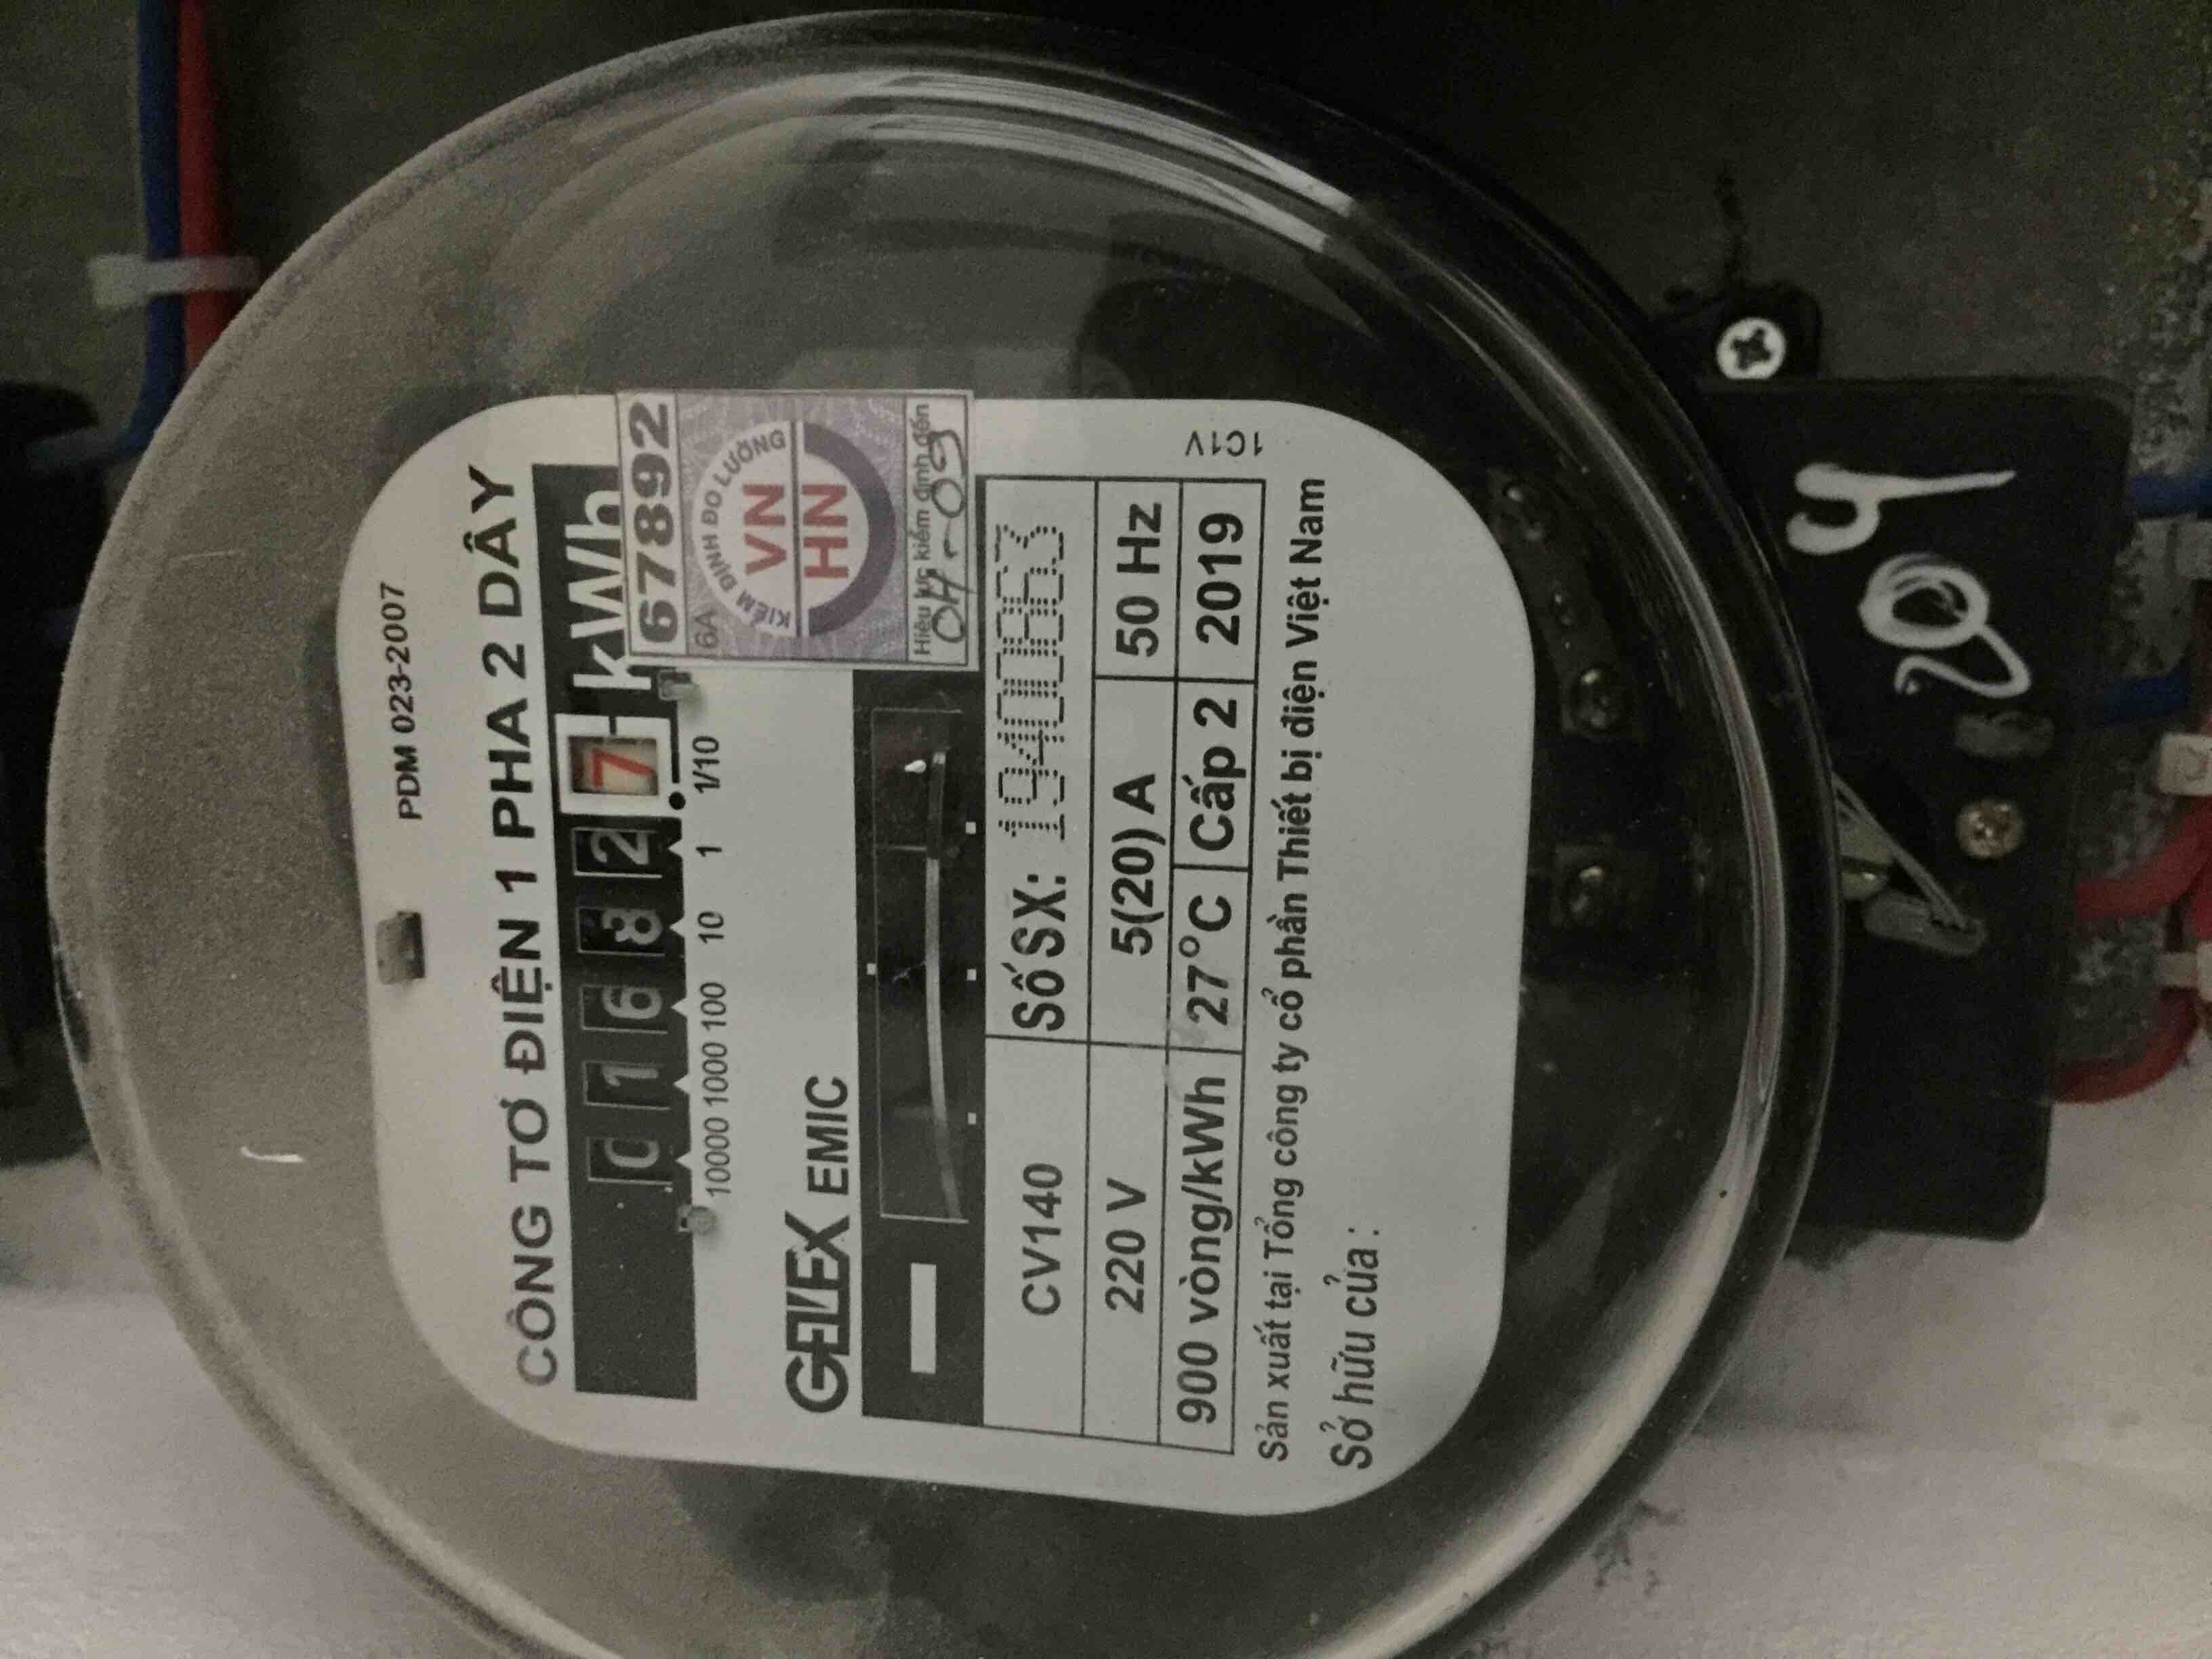 PDM 023-2007
CÔNG TƠ ĐIỆN 1 PHA 2 DÂY
0 1 6 8 2 7 kWh
10000 1000 100 10 1 1/10
67892
6A
KIỂM ĐỊNH ĐO LƯỜNG
VN
HN
Hiệu lực kiểm định đến
GELEX EMIC
CV140 Số SX:
220 V 5(20) A 50 Hz
900 vòng/kWh 27°C Cấp 2 2019
1C1V
Sản xuất tại Tổng công ty cổ phần Thiết bị điện Việt Nam
Sở hữu của :